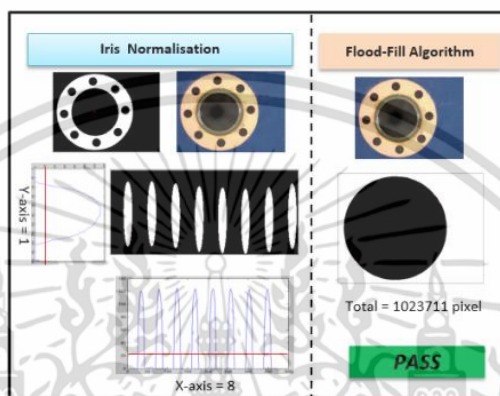 Iris Normalisation
Flood-Fill Algorithm
Y-axis = 1
Total = 1023711 pixel
PASS
X-axis = 8